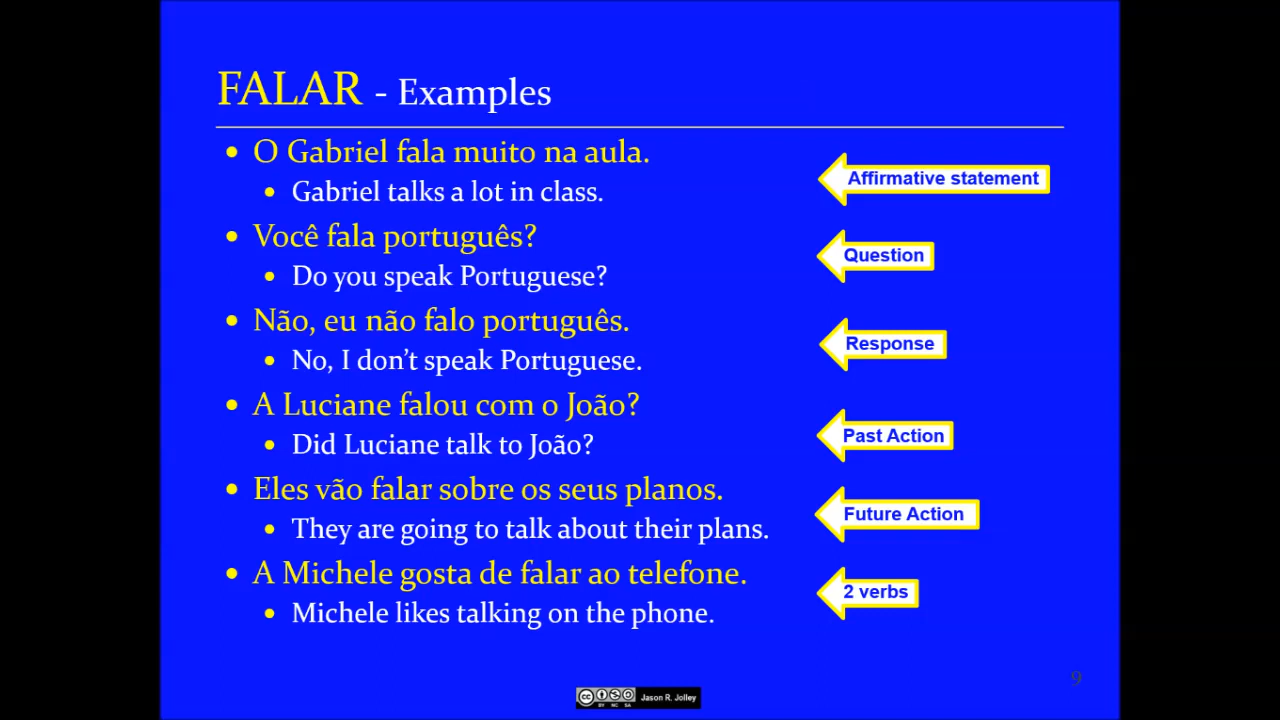 FALAR - Examples
O Gabriel fala muito na aula.
Gabriel talks a lot in class.
Affirmative statement
Você fala português?
Do you speak Portuguese?
Question
Não, eu não falo português.
No, I don't speak Portuguese.
Response
A Luciane falou com o João?
Did Luciane talk to João?
Past Action
Eles vão falar sobre os seus planos.
They are going to talk about their plans.
Future Action
A Michele gosta de falar ao telefone.
Michele likes talking on the phone.
2 verbs
9
cc BY NC SA Jason R. Jolley